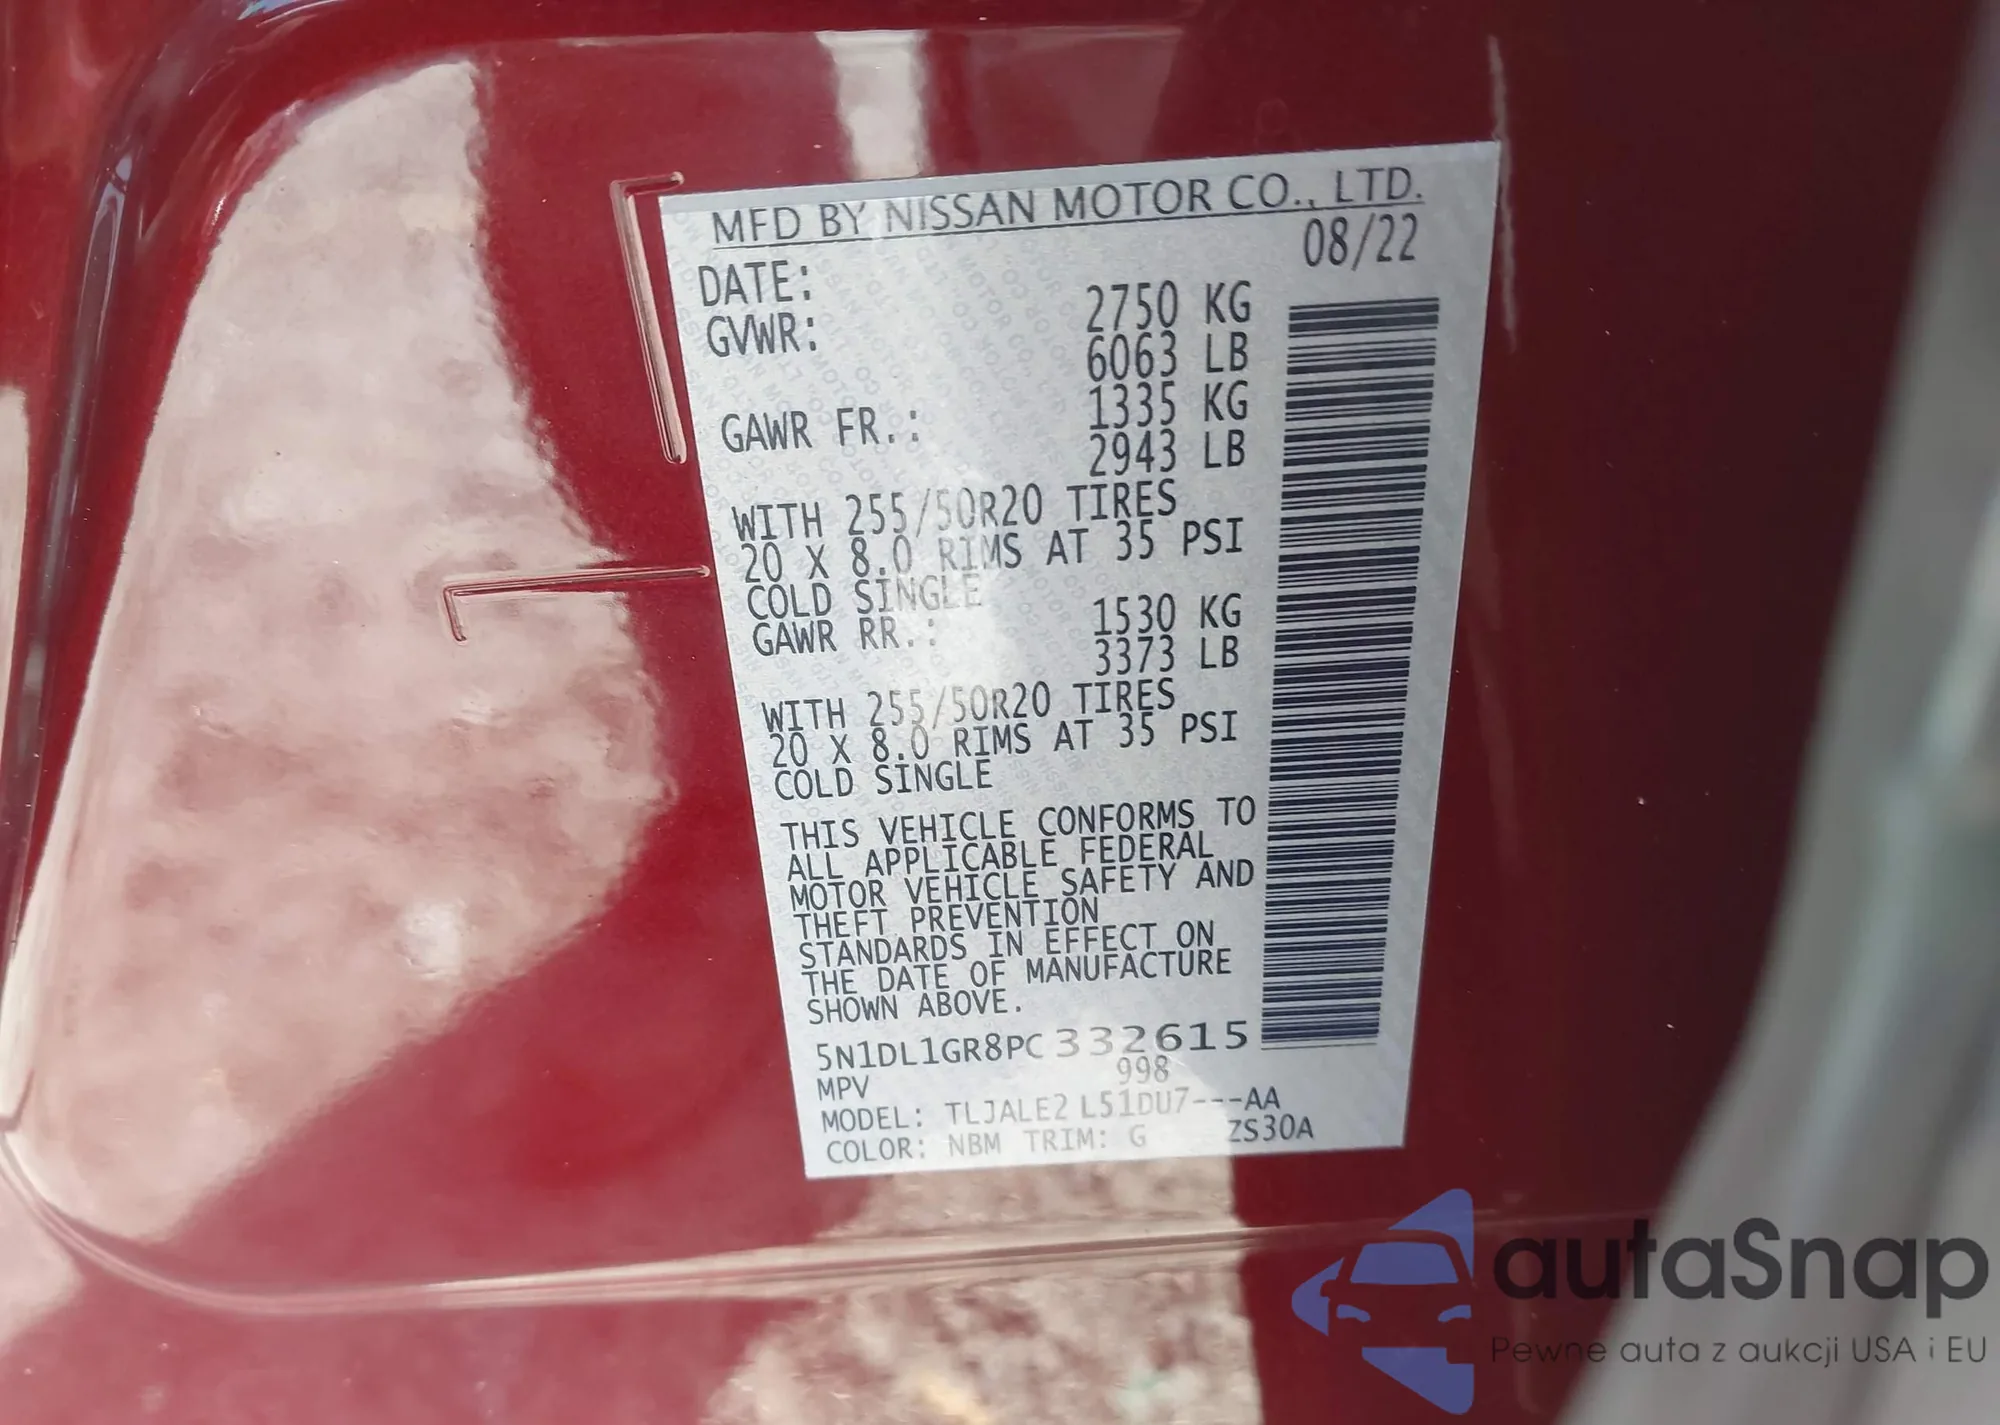 MFD BY NISSAN MOTOR CO., LTD.
DATE: 08/22
GVWR: 2750 KG
6063 LB
GAWR FR.: 1335 KG
2943 LB
WITH 255/50R20 TIRES
20 X 8.0 RIMS AT 35 PSI
COLD SINGLE
GAWR RR.: 1530 KG
3373 LB
WITH 255/50R20 TIRES
20 X 8.0 RIMS AT 35 PSI
COLD SINGLE
THIS VEHICLE CONFORMS TO
ALL APPLICABLE FEDERAL
MOTOR VEHICLE SAFETY AND
THEFT PREVENTION
STANDARDS IN EFFECT ON
THE DATE OF MANUFACTURE
SHOWN ABOVE.
5N1DL1GR8PC332615
MPV 998
MODEL: TLJALE2 L51DU7---AA
COLOR: NBM TRIM: G ZS30A
autaSnap
Pewne auta z aukcji USA i EU